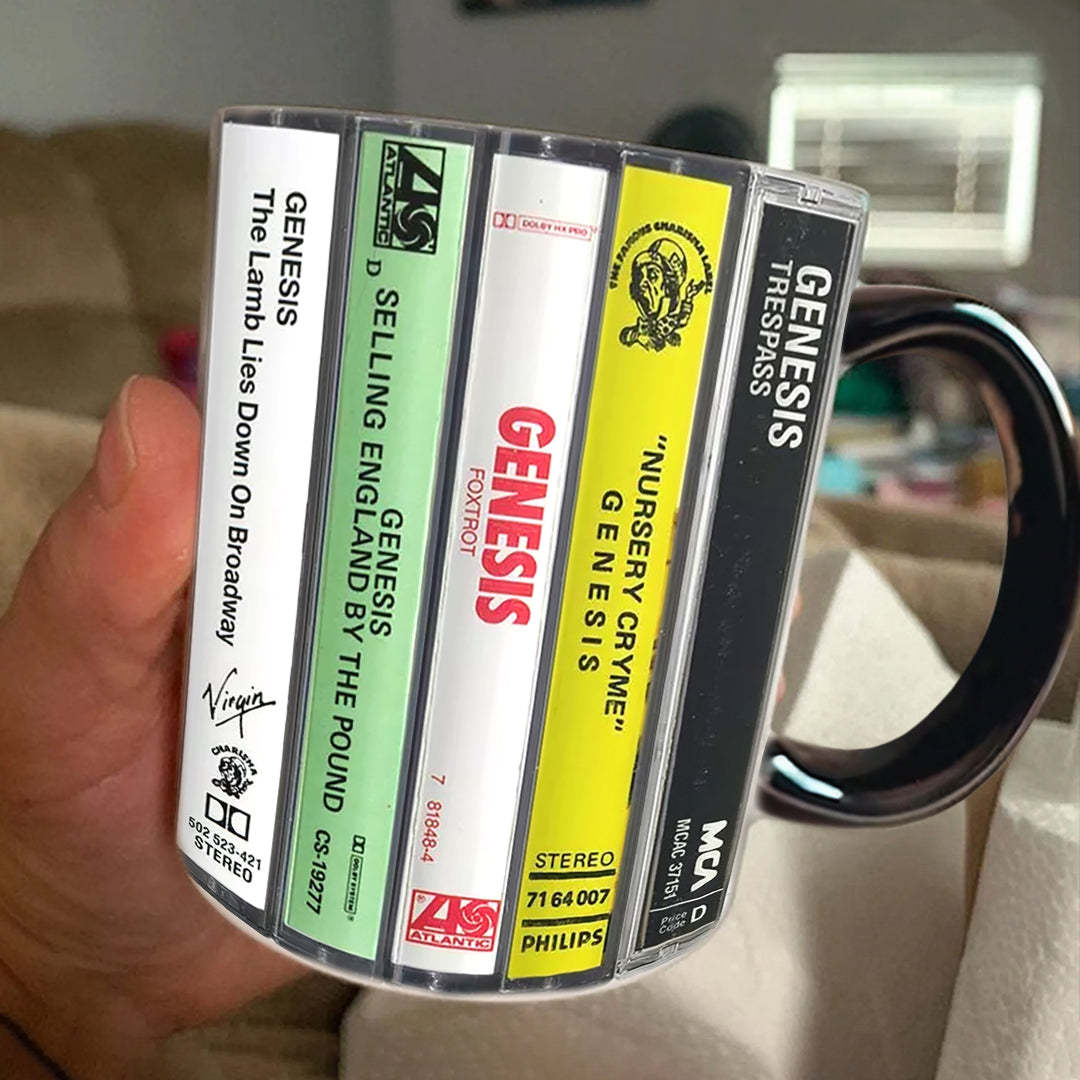 GENESIS
The Lamb Lies Down On Broadway
Virgin
CHARISMA
502 523-421
STEREO
ATLANTIC
D
GENESIS
SELLING ENGLAND BY THE POUND
CS-19277
DOLBY SYSTEM®
DOLBY HX PRO®
GENESIS
FOXTROT
7 81848-4
ATLANTIC
THE FAMOUS CHARISMA LABEL
"NURSERY CRYME"
GENESIS
STEREO
71 64 007
PHILIPS
GENESIS
TRESPASS
MCA
MCAC 37151
Price
Code D